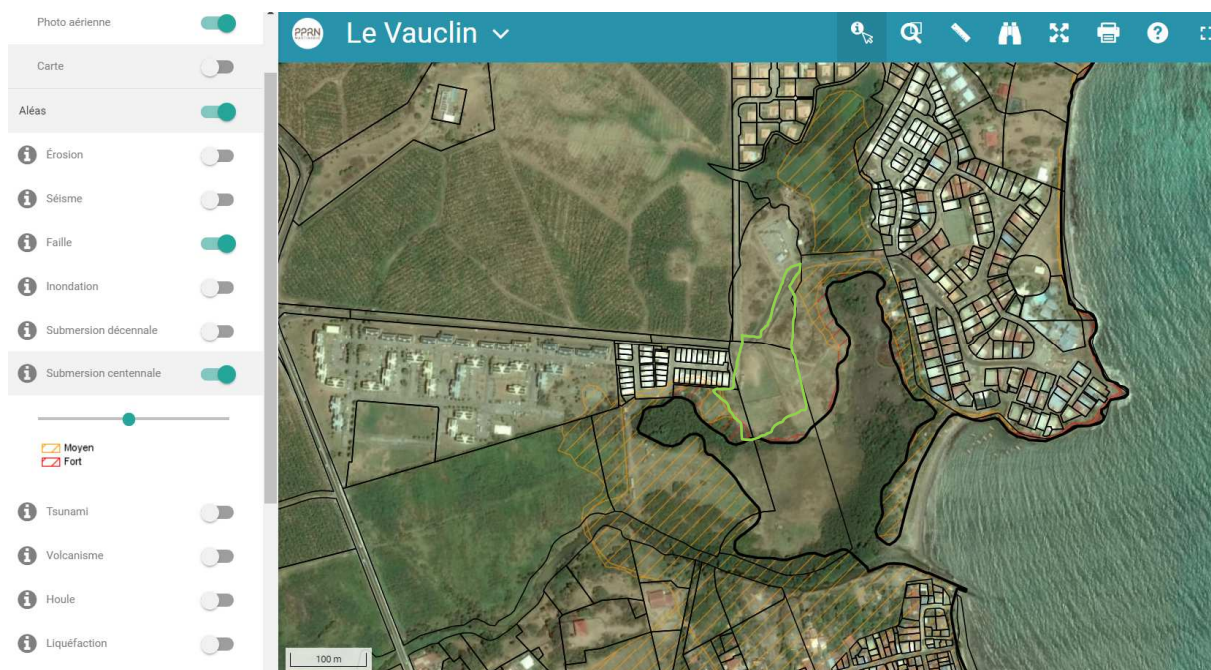 Photo aérienne
PPRN
MARTINIQUE
Le Vauclin
Carte
Aléas
Érosion
Séisme
Faille
Inondation
Submersion décennale
Submersion centennale
Moyen
Fort
Tsunami
Volcanisme
Houle
Liquéfaction
100 m